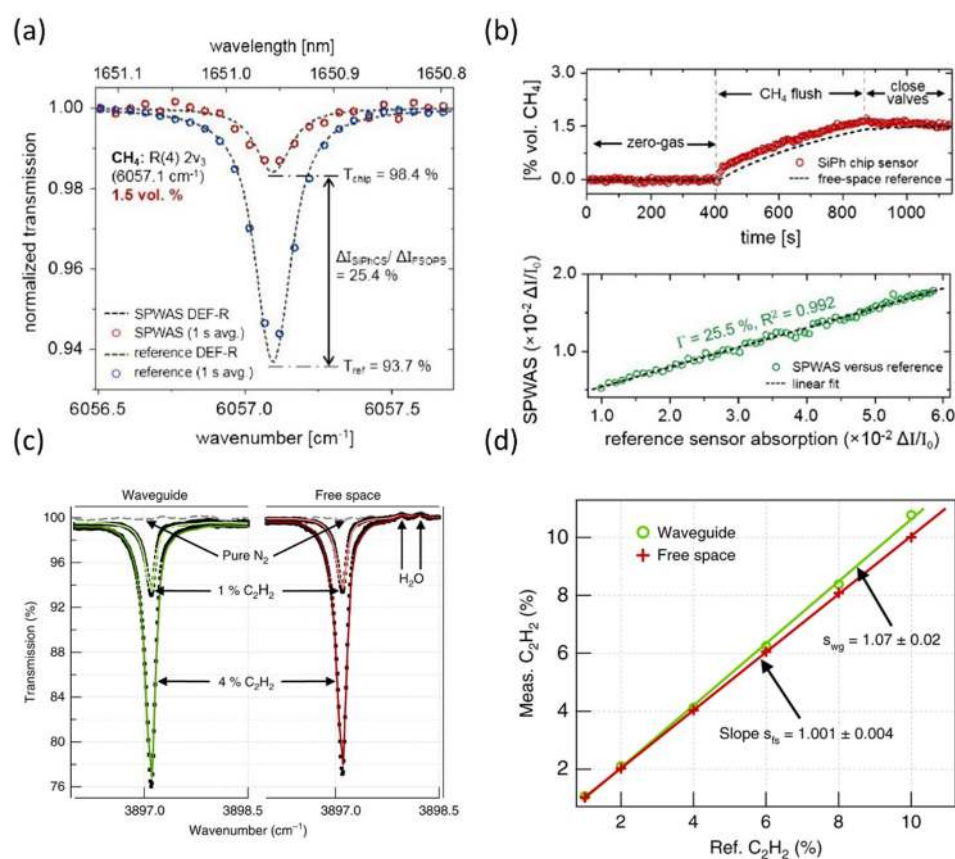 (a)
wavelength [nm]
1651.1 1651.0 1650.9 1650.8
1.00
0.98
0.96
0.94
normalized transmission
CH₄: R(4) 2ν₃
(6057.1 cm⁻¹)
1.5 vol. %
T_chip = 98.4 %
ΔI_SiPhCS/ ΔI_FSOPS
= 25.4 %
T_ref = 93.7 %
SPWAS DEF-R
SPWAS (1 s avg.)
reference DEF-R
reference (1 s avg.)
6056.5 6057.0 6057.5
wavenumber [cm⁻¹]
(b)
[% vol. CH₄]
3.0
1.5
0.0
zero-gas
CH₄ flush
close
valves
SiPh chip sensor
free-space reference
0 200 400 600 800 1000
time [s]
SPWAS (×10⁻² ΔI/I₀)
2.0
1.0
Γ = 25.5 %, R² = 0.992
SPWAS versus reference
linear fit
1.0 2.0 3.0 4.0 5.0 6.0
reference sensor absorption (×10⁻² ΔI/I₀)
(c)
Waveguide Free space
100
96
92
88
84
80
76
Transmission (%)
Pure N₂
H₂O
1 % C₂H₂
4 % C₂H₂
3897.0 3898.5 3897.0 3898.5
Wavenumber (cm⁻¹)
(d)
Meas. C₂H₂ (%)
10
8
6
4
2
Waveguide
Free space
s_wg = 1.07 ± 0.02
Slope s_fs = 1.001 ± 0.004
2 4 6 8 10
Ref. C₂H₂ (%)